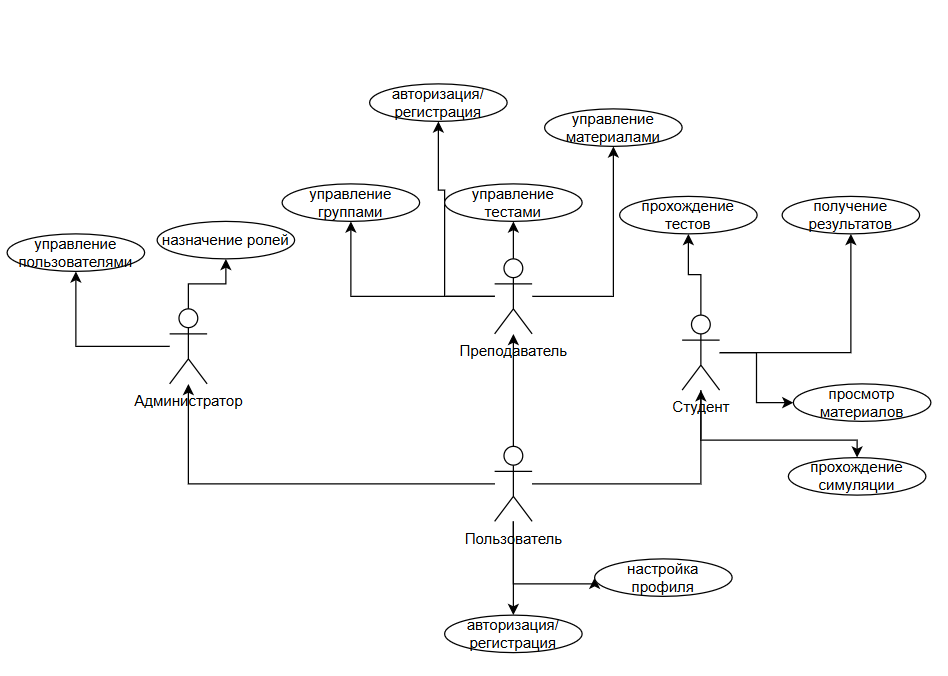 авторизация/
регистрация
управление
материалами
управление
группами
управление
тестами
прохождение
тестов
получение
результатов
управление
пользователями
назначение ролей
Преподаватель
Администратор
Студент
просмотр
материалов
прохождение
симуляции
Пользователь
настройка
профиля
авторизация/
регистрация